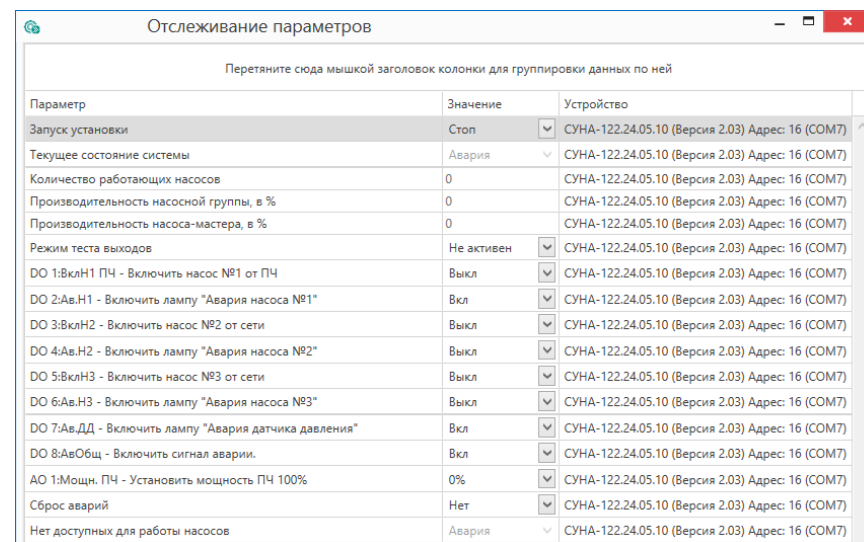 Отслеживание параметров
Перетяните сюда мышкой заголовок колонки для группировки данных по ней
Параметр Значение Устройство
Запуск установки Стоп СУНА-122.24.05.10 (Версия 2.03) Адрес: 16 (COM7)
Текущее состояние системы Авария СУНА-122.24.05.10 (Версия 2.03) Адрес: 16 (COM7)
Количество работающих насосов 0 СУНА-122.24.05.10 (Версия 2.03) Адрес: 16 (COM7)
Производительность насосной группы, в % 0 СУНА-122.24.05.10 (Версия 2.03) Адрес: 16 (COM7)
Производительность насоса-мастера, в % 0 СУНА-122.24.05.10 (Версия 2.03) Адрес: 16 (COM7)
Режим теста выходов Не активен СУНА-122.24.05.10 (Версия 2.03) Адрес: 16 (COM7)
DO 1:ВклН1 ПЧ - Включить насос №1 от ПЧ Выкл СУНА-122.24.05.10 (Версия 2.03) Адрес: 16 (COM7)
DO 2:Ав.Н1 - Включить лампу "Авария насоса №1" Вкл СУНА-122.24.05.10 (Версия 2.03) Адрес: 16 (COM7)
DO 3:ВклН2 - Включить насос №2 от сети Выкл СУНА-122.24.05.10 (Версия 2.03) Адрес: 16 (COM7)
DO 4:Ав.Н2 - Включить лампу "Авария насоса №2" Выкл СУНА-122.24.05.10 (Версия 2.03) Адрес: 16 (COM7)
DO 5:ВклН3 - Включить насос №3 от сети Выкл СУНА-122.24.05.10 (Версия 2.03) Адрес: 16 (COM7)
DO 6:Ав.Н3 - Включить лампу "Авария насоса №3" Выкл СУНА-122.24.05.10 (Версия 2.03) Адрес: 16 (COM7)
DO 7:Ав.ДД - Включить лампу "Авария датчика давления" Вкл СУНА-122.24.05.10 (Версия 2.03) Адрес: 16 (COM7)
DO 8:АвОбщ - Включить сигнал аварии. Вкл СУНА-122.24.05.10 (Версия 2.03) Адрес: 16 (COM7)
АО 1:Мощн. ПЧ - Установить мощность ПЧ 100% 0% СУНА-122.24.05.10 (Версия 2.03) Адрес: 16 (COM7)
Сброс аварий Нет СУНА-122.24.05.10 (Версия 2.03) Адрес: 16 (COM7)
Нет доступных для работы насосов Авария СУНА-122.24.05.10 (Версия 2.03) Адрес: 16 (COM7)